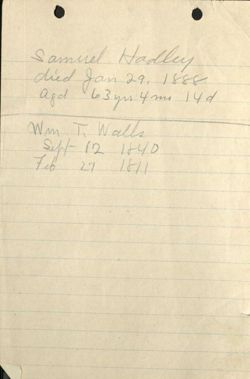 Samuel Hadley
died Jan 29, 1888
agd 63 yrs 4 ms 14 d
Wm T. Walls
Sept 12 1840
Feb 27 1811